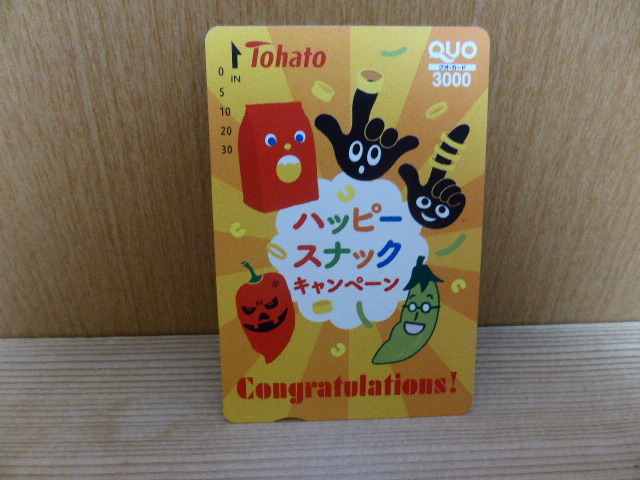 Tohato
IN
0
5
10
20
30
QUO
クオ・カード
3000
ハッピー
スナック
キャンペーン
Congratulations!